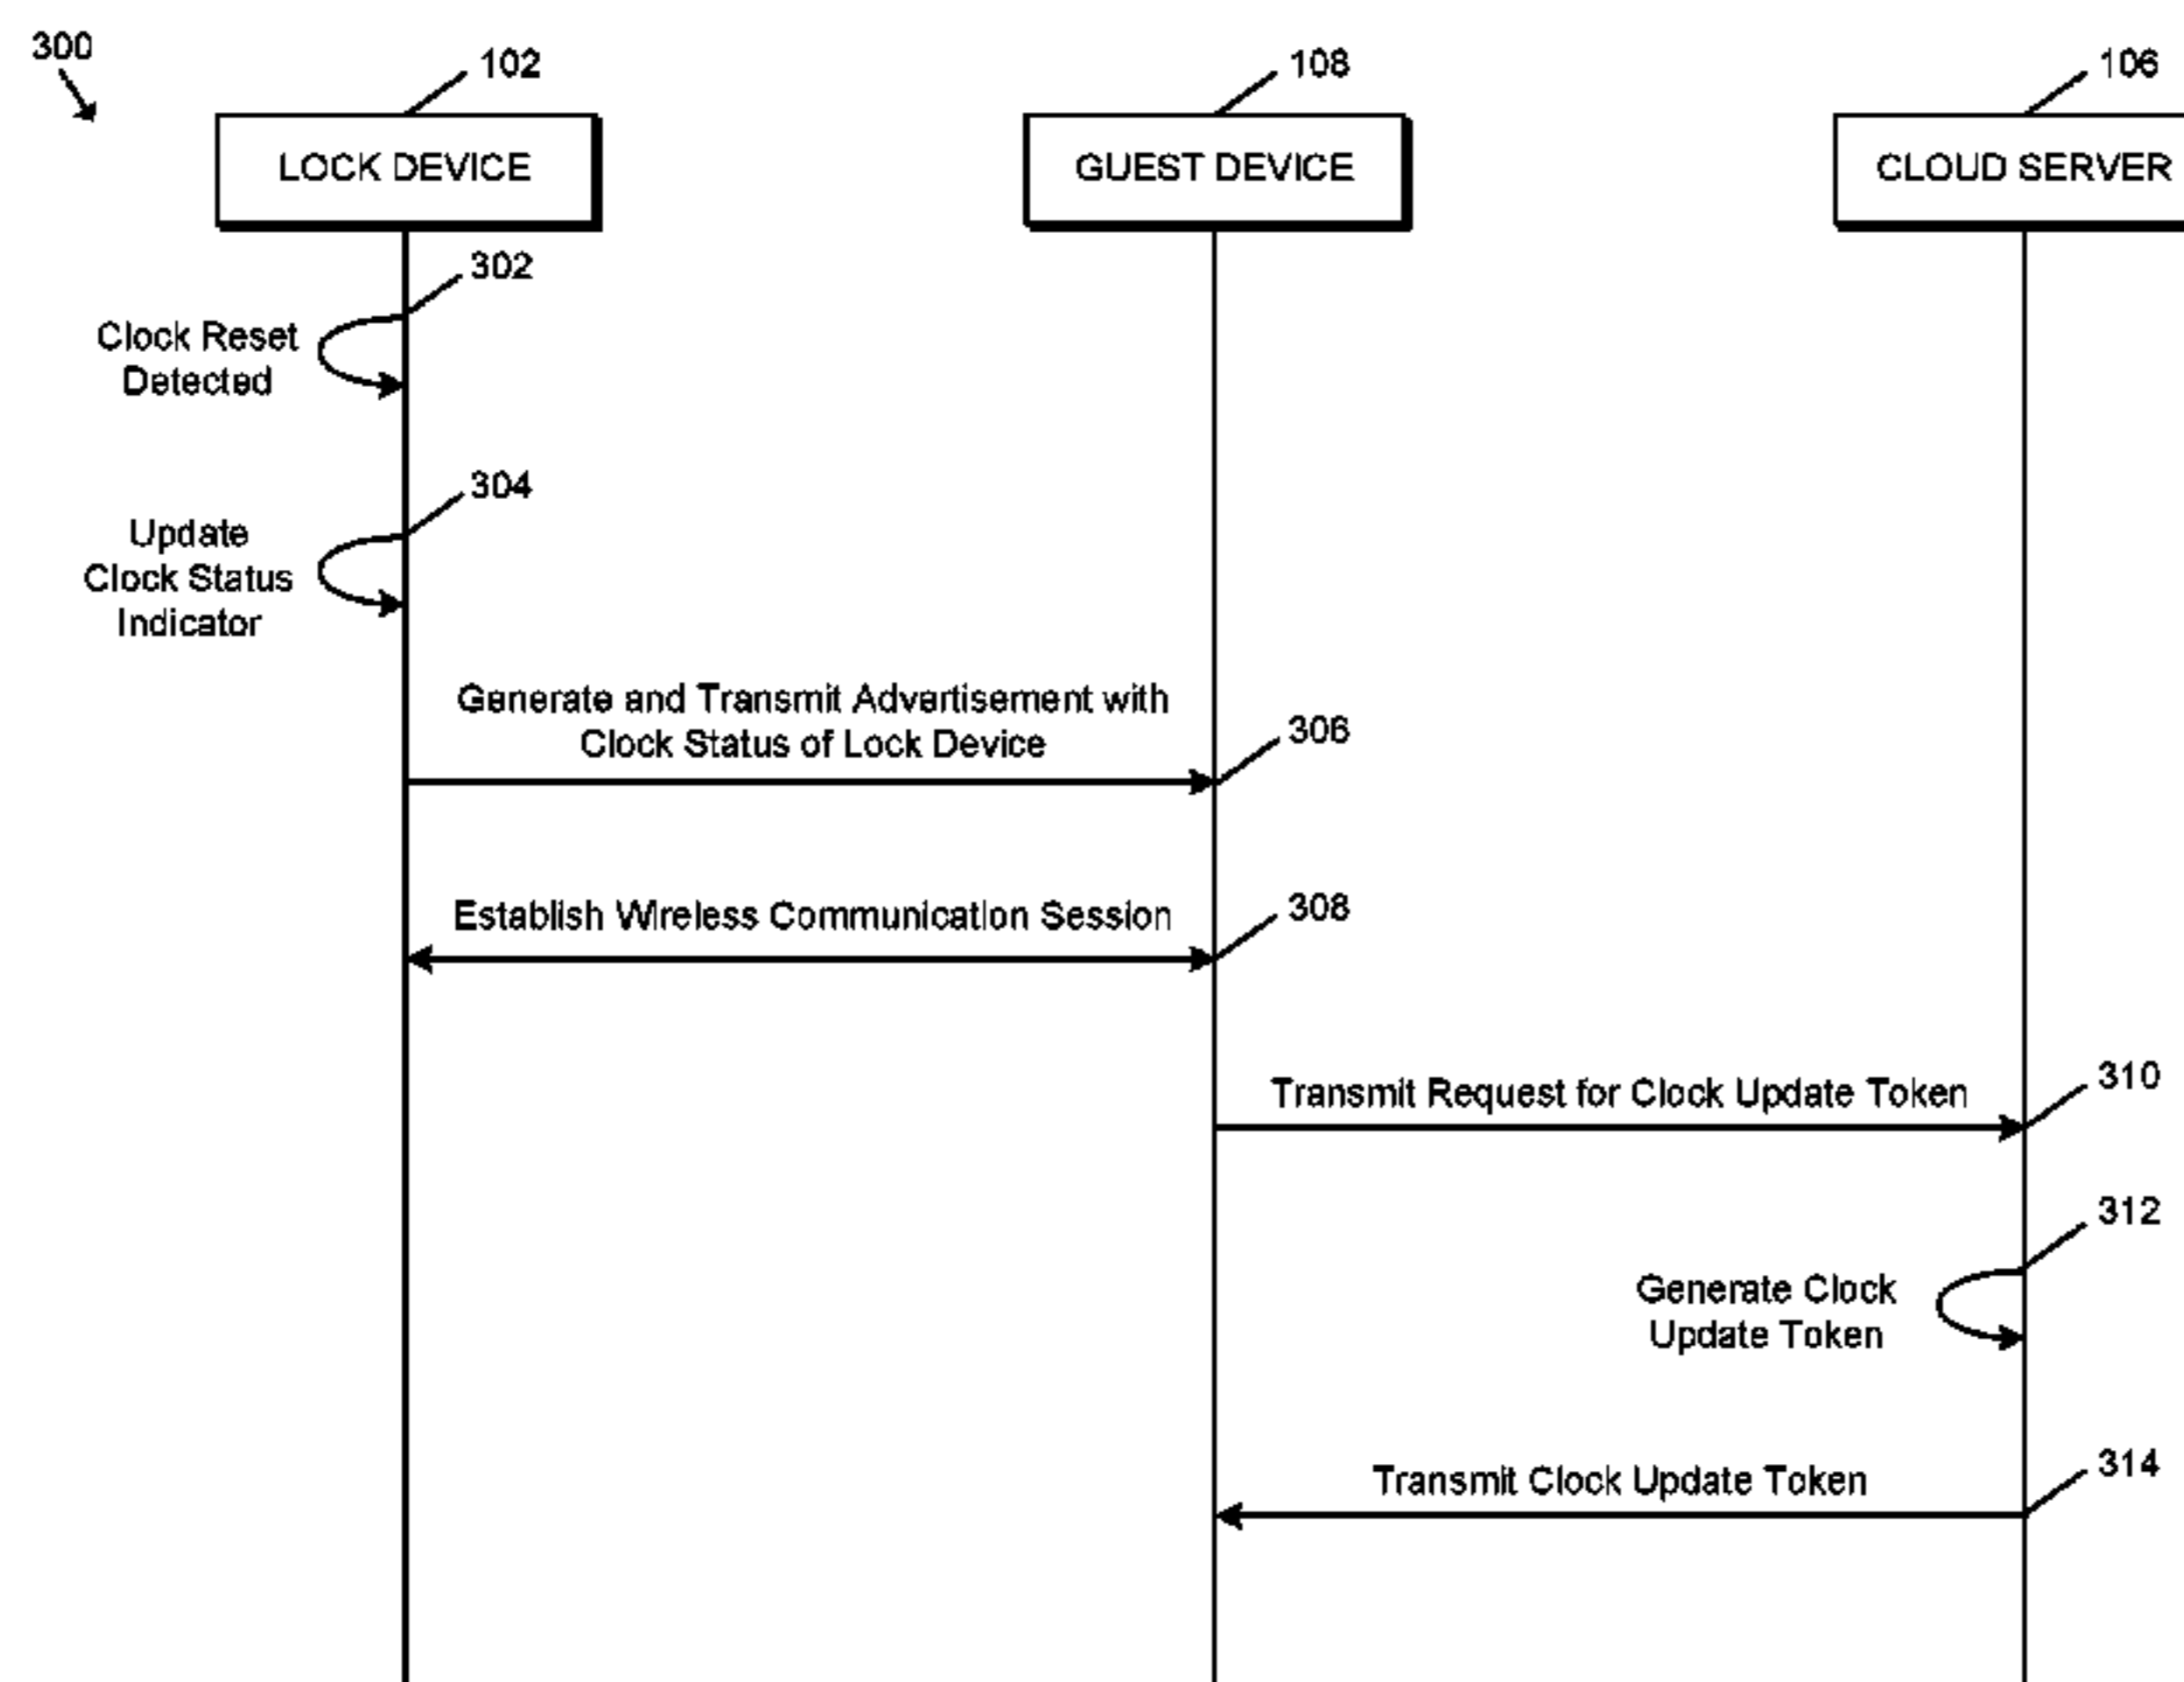 300
102
108
106
LOCK DEVICE
GUEST DEVICE
CLOUD SERVER
302
Clock Reset
Detected
304
Update
Clock Status
Indicator
Generate and Transmit Advertisement with
Clock Status of Lock Device
306
Establish Wireless Communication Session
308
Transmit Request for Clock Update Token
310
312
Generate Clock
Update Token
Transmit Clock Update Token
314